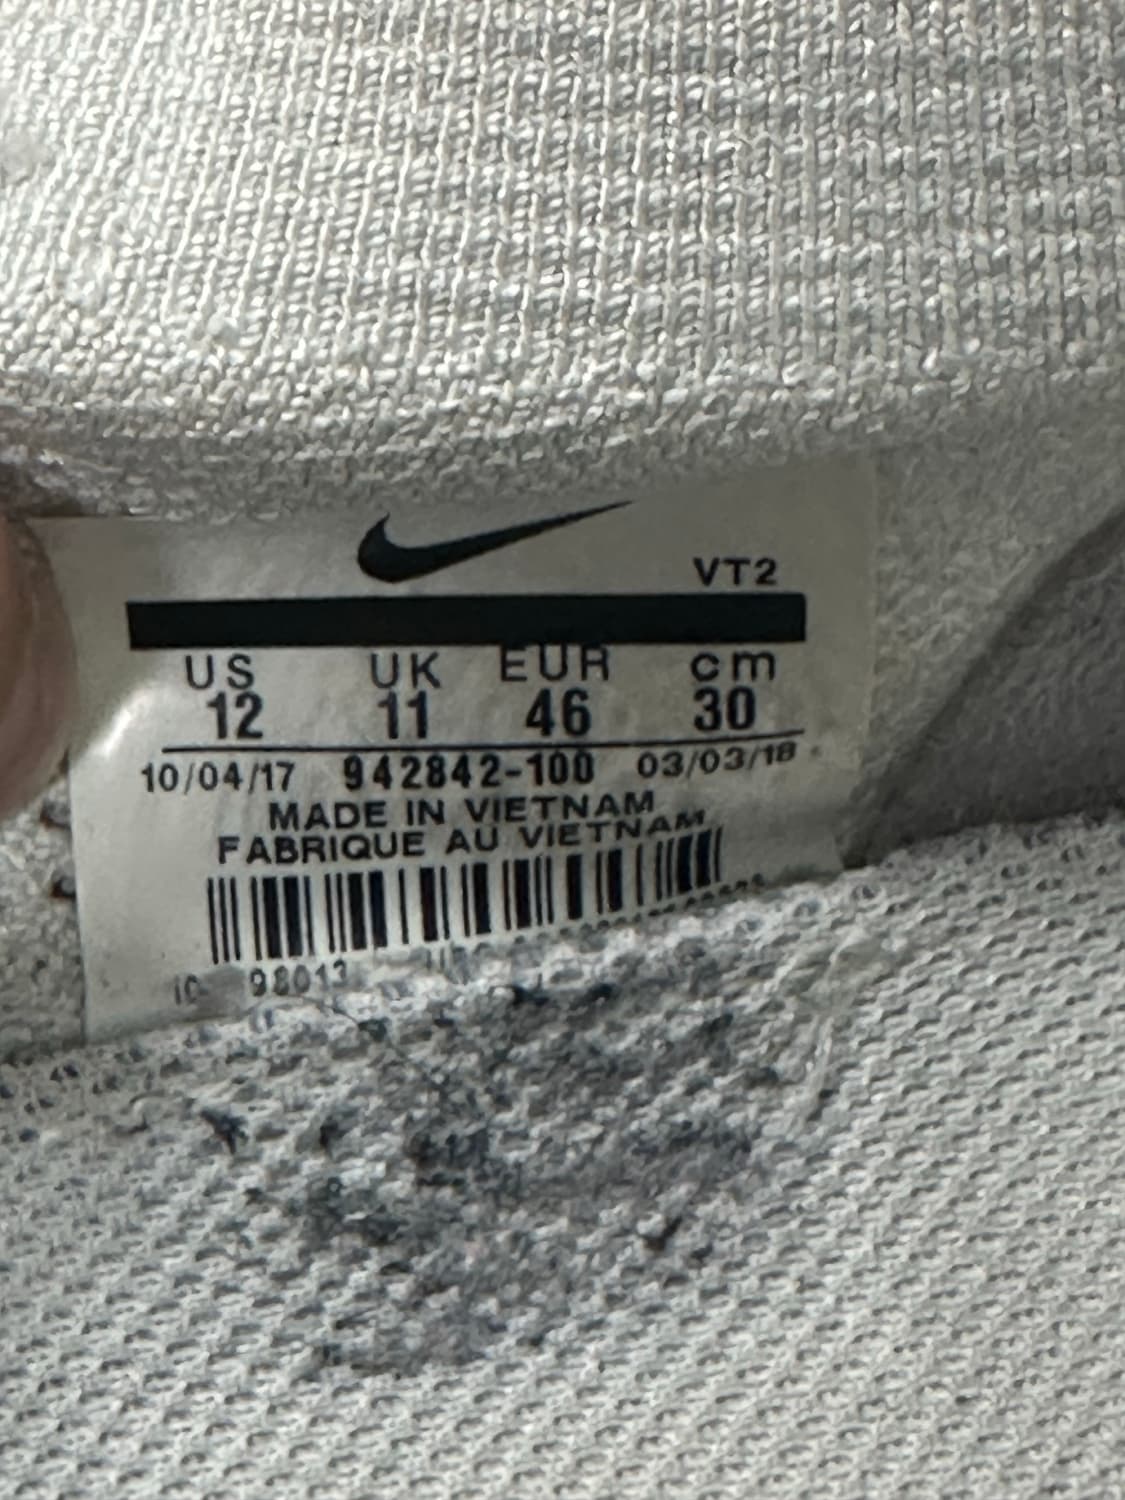 VT2
US UK EUR cm
12 11 46 30
10/04/17 942842-100 03/03/18
MADE IN VIETNAM
FABRIQUE AU VIETNAM